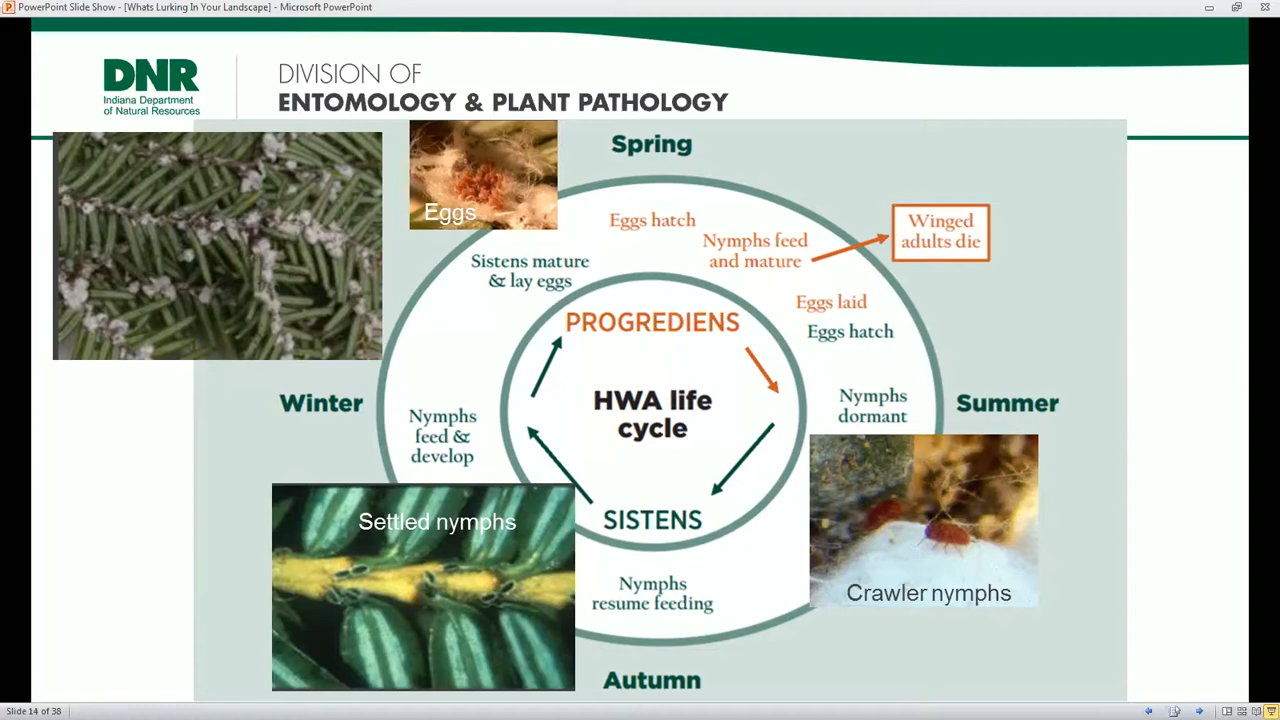 PowerPoint Slide Show - [Whats Lurking In Your Landscape] - Microsoft PowerPoint
DNR
Indiana Department
of Natural Resources
DIVISION OF
ENTOMOLOGY & PLANT PATHOLOGY
Spring
Eggs
Eggs hatch
Nymphs feed
and mature
Winged
adults die
Sistens mature
& lay eggs
Eggs laid
Eggs hatch
PROGREDIENS
Winter
HWA life
cycle
Nymphs
dormant
Summer
Nymphs
feed &
develop
Settled nymphs
SISTENS
Nymphs
resume feeding
Crawler nymphs
Autumn
Slide 14 of 38